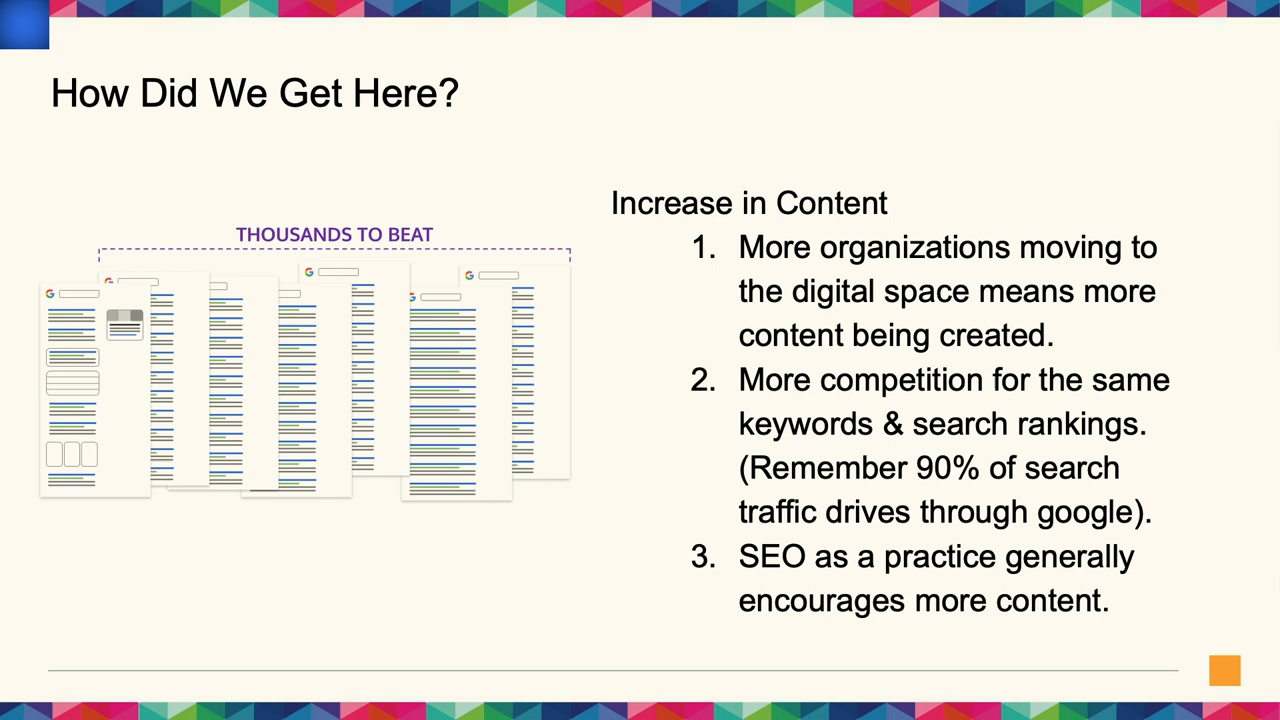 How Did We Get Here?
THOUSANDS TO BEAT
Increase in Content
1. More organizations moving to
the digital space means more
content being created.
2. More competition for the same
keywords & search rankings.
(Remember 90% of search
traffic drives through google).
3. SEO as a practice generally
encourages more content.